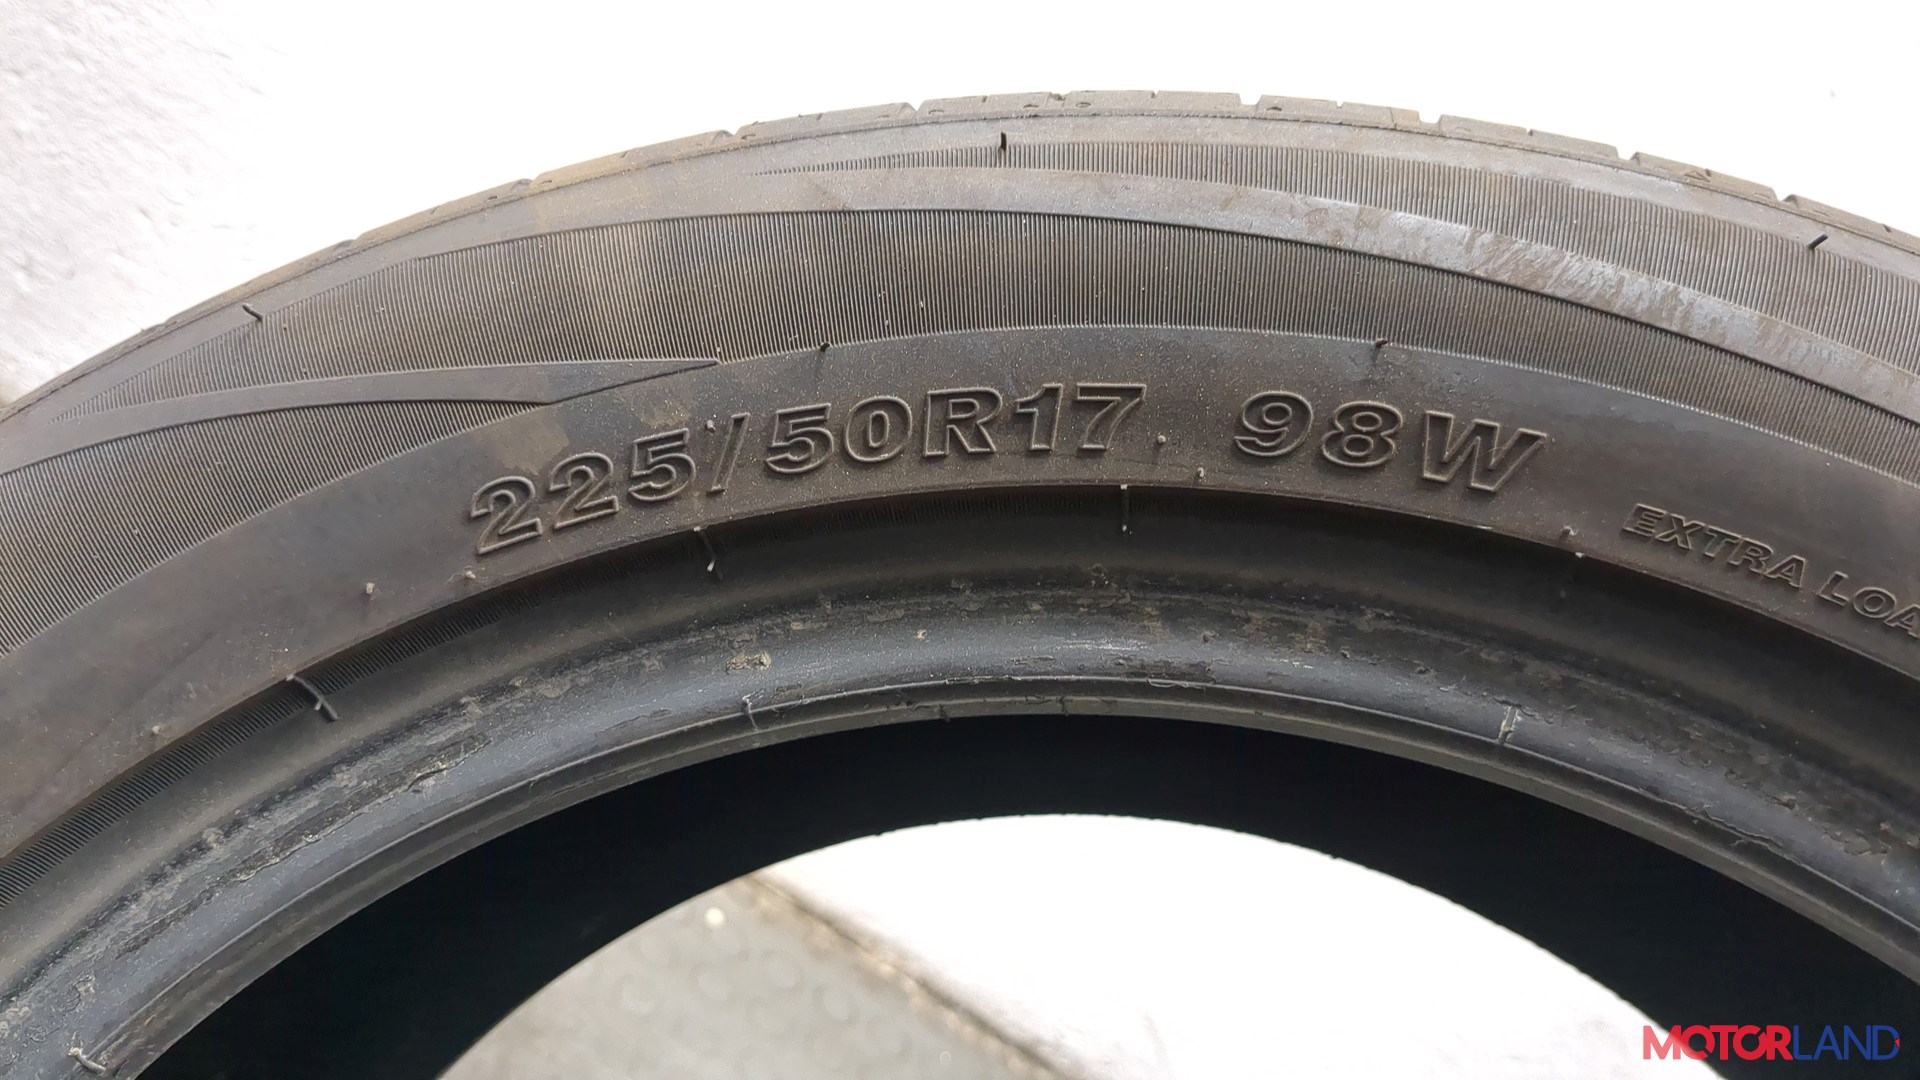 225/50R17 98W
EXTRA LOA
MOTORLAND